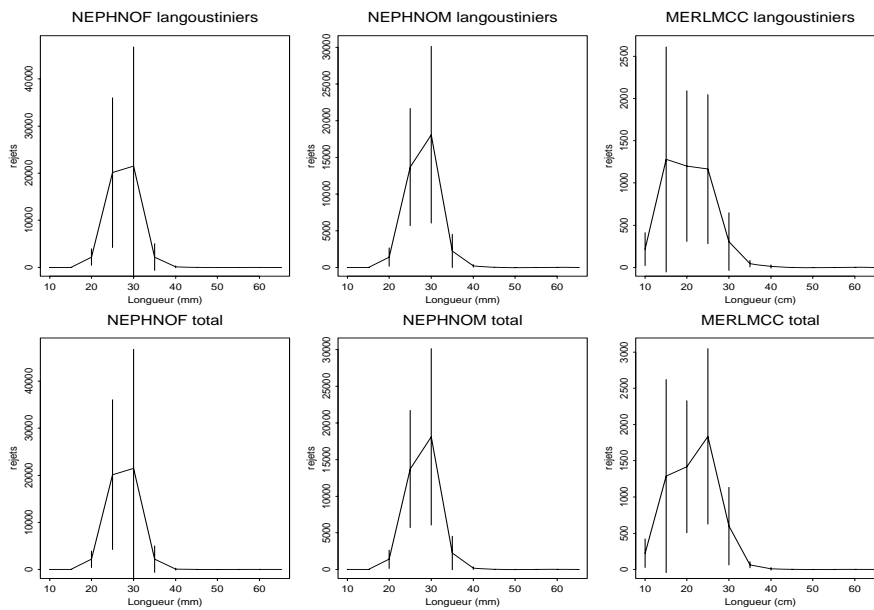 NEPHNOF langoustiniers
rejets
0 10000 20000 30000 40000
10 20 30 40 50 60
Longueur (mm)
NEPHNOM langoustiniers
rejets
0 5000 10000 15000 20000 25000 30000
10 20 30 40 50 60
Longueur (mm)
MERLMCC langoustiniers
rejets
0 500 1000 1500 2000 2500
10 20 30 40 50 60
Longueur (cm)
NEPHNOF total
rejets
0 10000 20000 30000 40000
10 20 30 40 50 60
Longueur (mm)
NEPHNOM total
rejets
0 5000 10000 15000 20000 25000 30000
10 20 30 40 50 60
Longueur (mm)
MERLMCC total
rejets
0 500 1000 1500 2000 2500 3000
10 20 30 40 50 60
Longueur (cm)